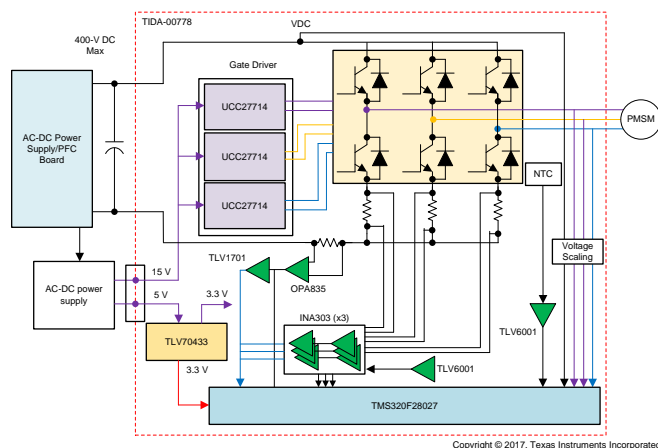 TIDA-00778
400-V DC
Max
VDC
Gate Driver
AC-DC Power
Supply/PFC
Board
UCC27714
UCC27714
UCC27714
PMSM
NTC
TLV1701
OPA835
Voltage
Scaling
AC-DC power
supply
15 V
5 V
3.3 V
INA303 (x3)
TLV6001
TLV70433
TLV6001
3.3 V
TMS320F28027
Copyright © 2017, Texas Instruments Incorporated